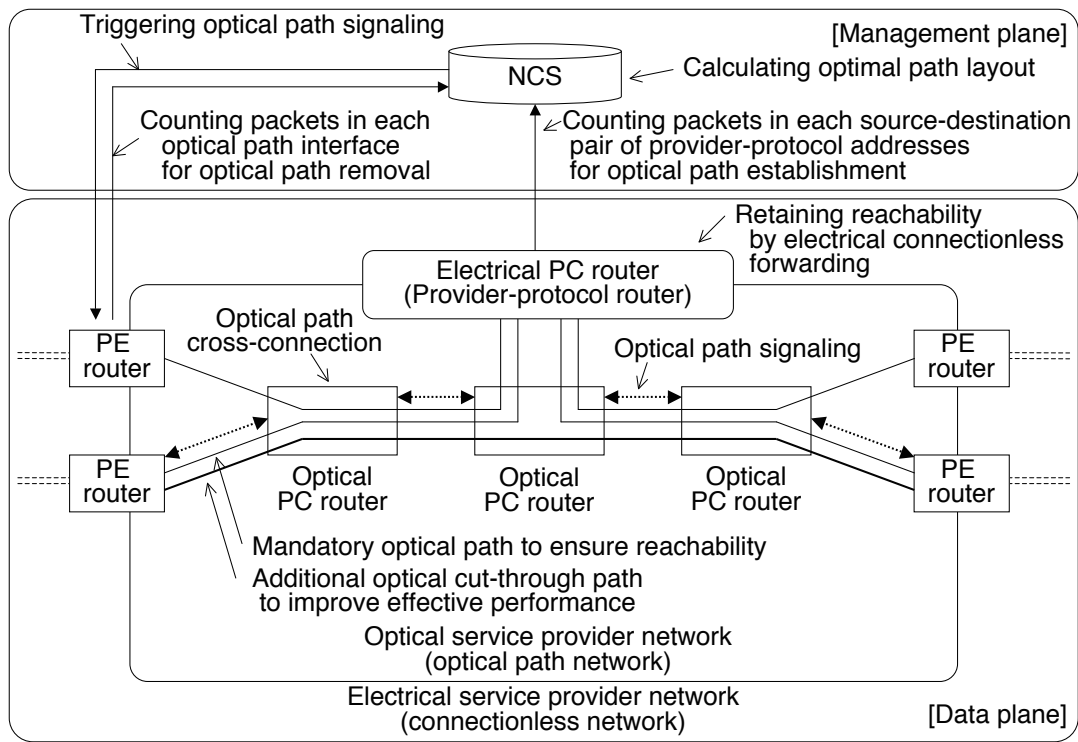 Triggering optical path signaling
[Management plane]
NCS
Calculating optimal path layout
Counting packets in each
optical path interface
for optical path removal
Counting packets in each source-destination
pair of provider-protocol addresses
for optical path establishment
Retaining reachability
by electrical connectionless
forwarding
Electrical PC router
(Provider-protocol router)
Optical path
cross-connection
Optical path signaling
PE
router
PE
router
PE
router
PE
router
Optical
PC router
Optical
PC router
Optical
PC router
Mandatory optical path to ensure reachability
Additional optical cut-through path
to improve effective performance
Optical service provider network
(optical path network)
Electrical service provider network
(connectionless network)
[Data plane]